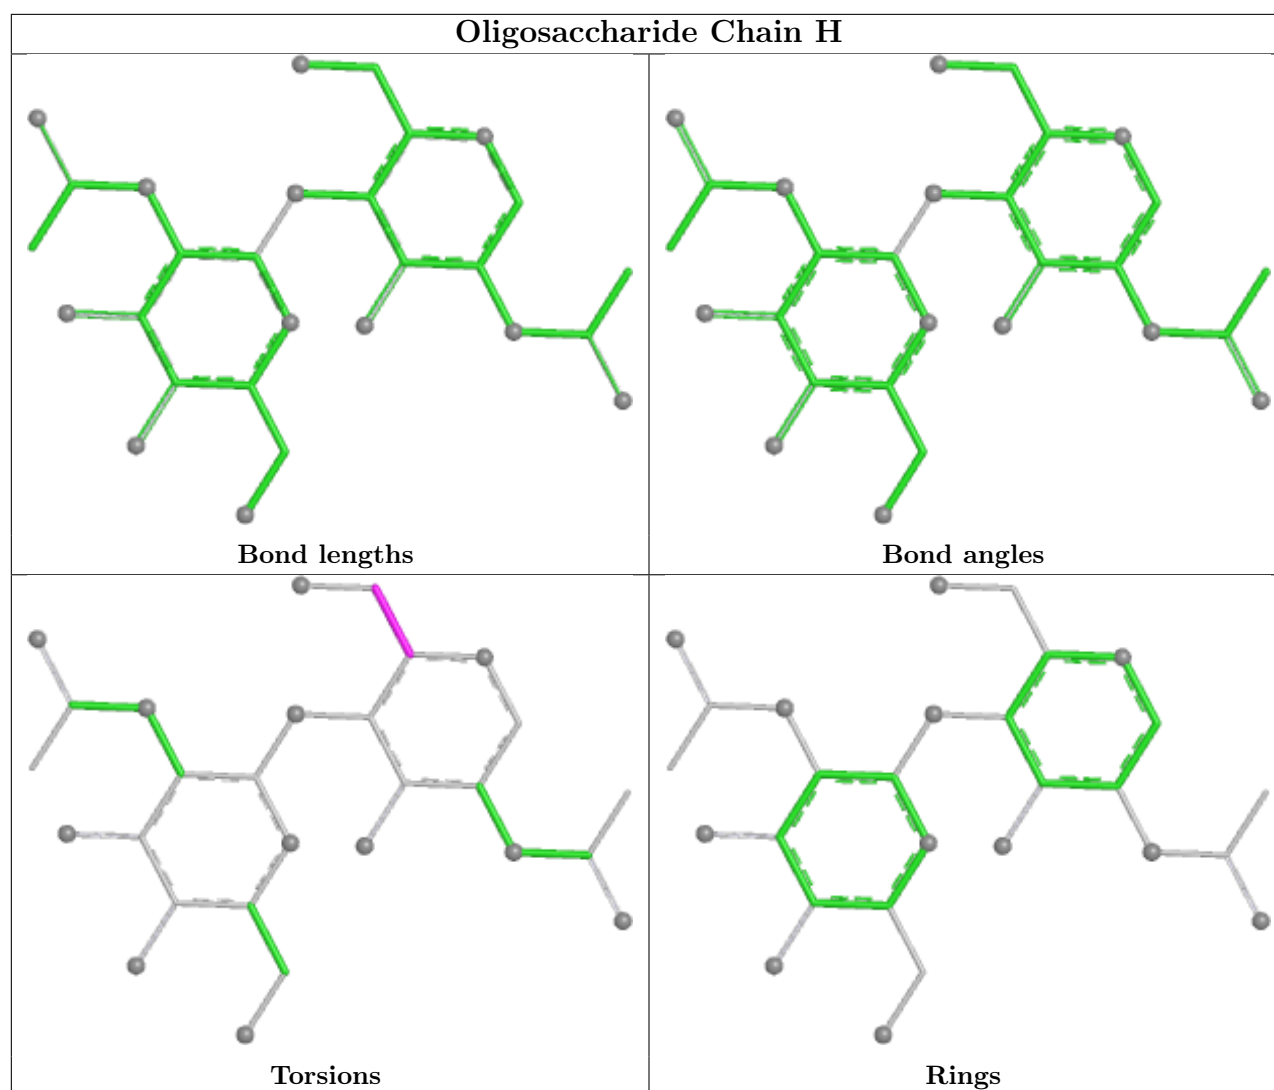 Oligosaccharide Chain H
Bond lengths
Bond angles
Torsions
Rings